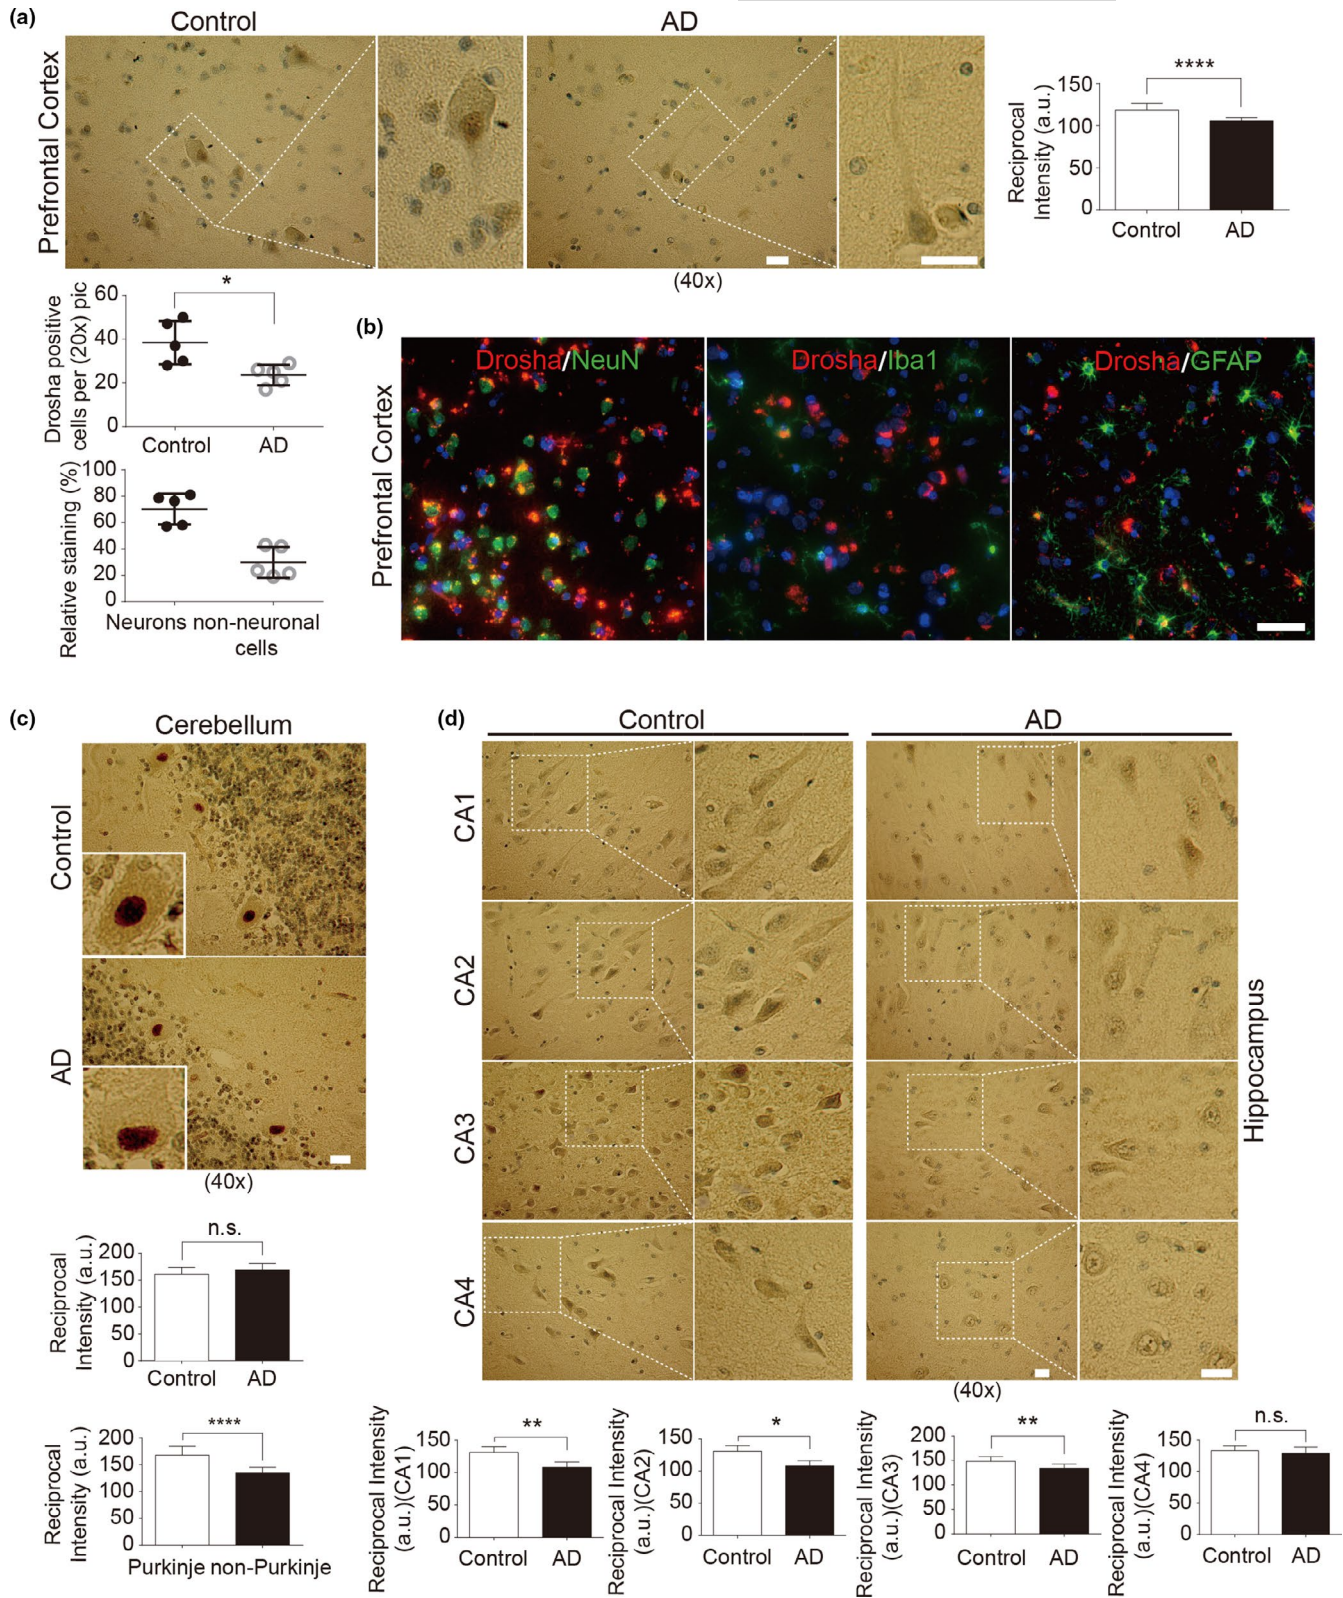 (a)
Control
AD
Prefrontal Cortex
(40x)
Reciprocal
Intensity (a.u.)
150
100
50
0
****
Control
AD
Drosha positive
cells per (20x) pic
60
40
20
0
*
Control
AD
Relative staining (%)
100
80
60
40
20
0
Neurons non-neuronal
cells
(b)
Prefrontal Cortex
Drosha/NeuN
Drosha/Iba1
Drosha/GFAP
(c)
Cerebellum
Control
AD
(40x)
Reciprocal
Intensity (a.u.)
200
150
100
50
0
n.s.
Control
AD
Reciprocal
Intensity (a.u.)
200
150
100
50
0
****
Purkinje non-Purkinje
(d)
Control
AD
CA1
CA2
CA3
CA4
Hippocampus
(40x)
Reciprocal Intensity
(a.u.)(CA1)
150
100
50
0
**
Control
AD
Reciprocal Intensity
(a.u.)(CA2)
150
100
50
0
*
Control
AD
Reciprocal Intensity
(a.u.)(CA3)
200
150
100
50
0
**
Control
AD
Reciprocal Intensity
(a.u.)(CA4)
150
100
50
0
n.s.
Control
AD